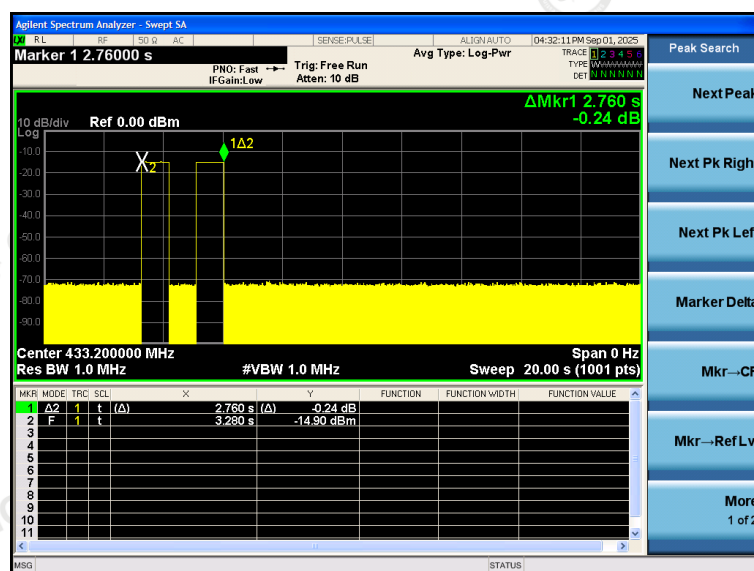 Agilent Spectrum Analyzer - Swept SA
LXI RL RF 50 Ω AC SENSE:PULSE ALIGN AUTO 04:32:11 PM Sep 01, 2025
Marker 1 2.76000 s
PNO: Fast Trig: Free Run Avg Type: Log-Pwr TRACE 1 2 3 4 5 6
IFGain:Low Atten: 10 dB TYPE W
DET N N N N N N
Peak Search
ΔMkr1 2.760 s
10 dB/div Ref 0.00 dBm -0.24 dB
Log
-10.0
-20.0
-30.0
-40.0
-50.0
-60.0
-70.0
-80.0
-90.0
1Δ2
2
Center 433.200000 MHz Span 0 Hz
Res BW 1.0 MHz #VBW 1.0 MHz Sweep 20.00 s (1001 pts)
MKR MODE TRC SCL X Y FUNCTION FUNCTION WIDTH FUNCTION VALUE
1 Δ2 1 t (Δ) 2.760 s (Δ) -0.24 dB
2 F 1 t 3.280 s -14.90 dBm
3
4
5
6
7
8
9
10
11
MSG STATUS
Next Peak
Next Pk Righ
Next Pk Lef
Marker Delta
Mkr→CF
Mkr→Ref Lv
More
1 of 2